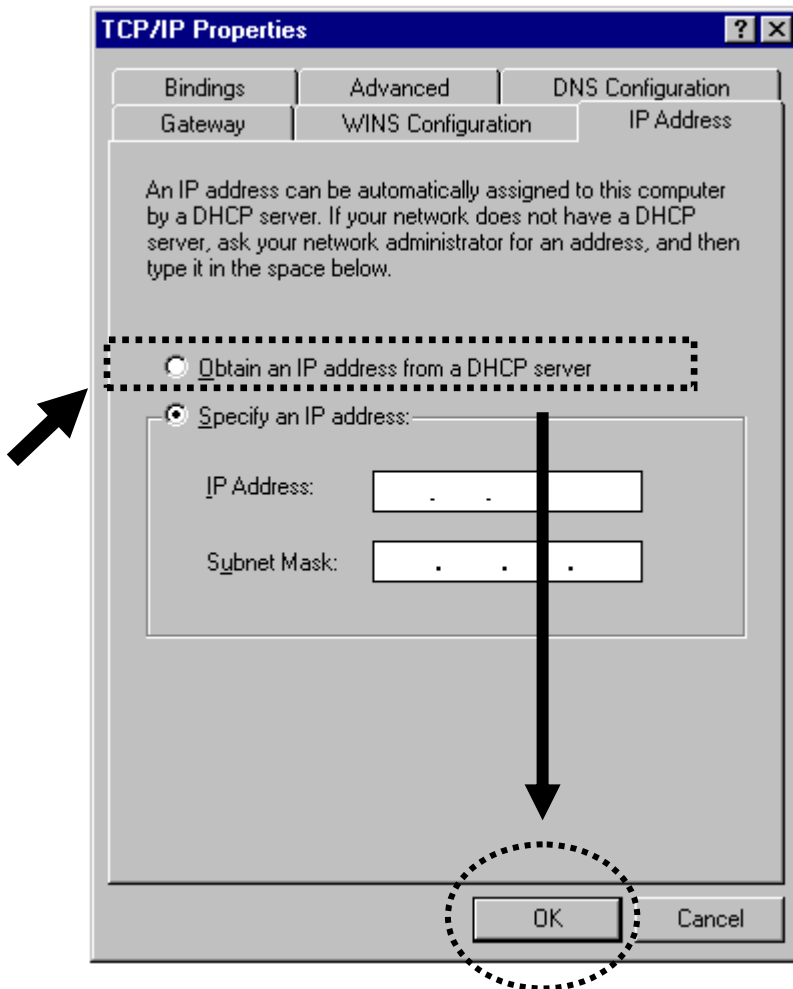 TCP/IP Properties
Bindings
Advanced
DNS Configuration
Gateway
WINS Configuration
IP Address
An IP address can be automatically assigned to this computer
by a DHCP server. If your network does not have a DHCP
server, ask your network administrator for an address, and then
type it in the space below.
Obtain an IP address from a DHCP server
Specify an IP address:
IP Address:
Subnet Mask:
OK
Cancel